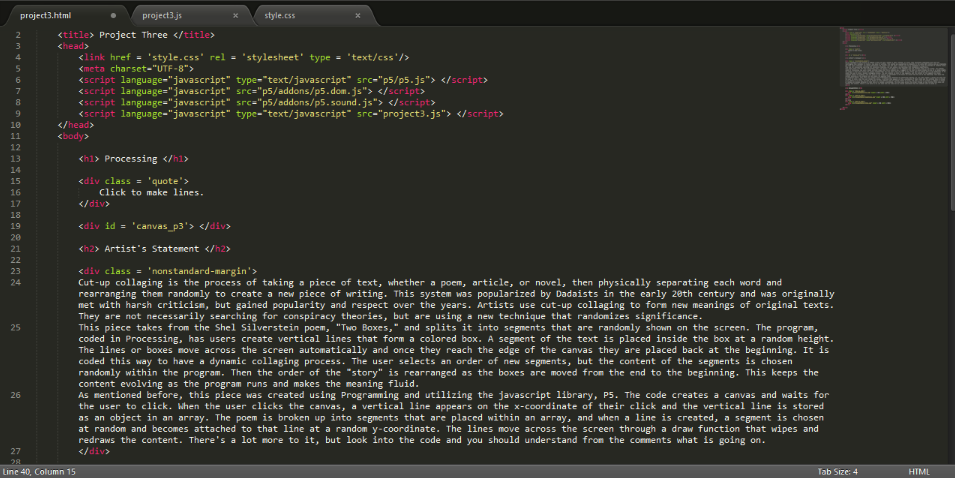 project3.html
project3.js
style.css
2 <title> Project Three </title>
3 <head>
4 <link href = 'style.css' rel = 'stylesheet' type = 'text/css'/>
5 <meta charset="UTF-8">
6 <script language="javascript" type="text/javascript" src="p5/p5.js"> </script>
7 <script language="javascript" src="p5/addons/p5.dom.js"> </script>
8 <script language="javascript" src="p5/addons/p5.sound.js"> </script>
9 <script language="javascript" type="text/javascript" src="project3.js"> </script>
10 </head>
11 <body>
12
13 <h1> Processing </h1>
14
15 <div class = 'quote'>
16 Click to make lines.
17 </div>
18
19 <div id = 'canvas_p3'> </div>
20
21 <h2> Artist's Statement </h2>
22
23 <div class = 'nonstandard-margin'>
24 Cut-up collaging is the process of taking a piece of text, whether a poem, article, or novel, then physically separating each word and
rearranging them randomly to create a new piece of writing. This system was popularized by Dadaists in the early 20th century and was originally
met with harsh criticism, but gained popularity and respect over the years. Artists use cut-up collaging to form new meanings of original texts.
They are not necessarily searching for conspiracy theories, but are using a new technique that randomizes significance.
25 This piece takes from the Shel Silverstein poem, "Two Boxes," and splits it into segments that are randomly shown on the screen. The program,
coded in Processing, has users create vertical lines that form a colored box. A segment of the text is placed inside the box at a random height.
The lines or boxes move across the screen automatically and once they reach the edge of the canvas they are placed back at the beginning. It is
coded this way to have a dynamic collaging process. The user selects an order of new segments, but the content of the segments is chosen
randomly within the program. Then the order of the "story" is rearranged as the boxes are moved from the end to the beginning. This keeps the
content evolving as the program runs and makes the meaning fluid.
26 As mentioned before, this piece was created using Programming and utilizing the javascript library, P5. The code creates a canvas and waits for
the user to click. When the user clicks the canvas, a vertical line appears on the x-coordinate of their click and the vertical line is stored
as an object in an array. The poem is broken up into segments that are placed within an array, and when a line is created, a segment is chosen
at random and becomes attached to that line at a random y-coordinate. The lines move across the screen through a draw function that wipes and
redraws the content. There's a lot more to it, but look into the code and you should understand from the comments what is going on.
27 </div>
28
Line 40, Column 15
Tab Size: 4
HTML